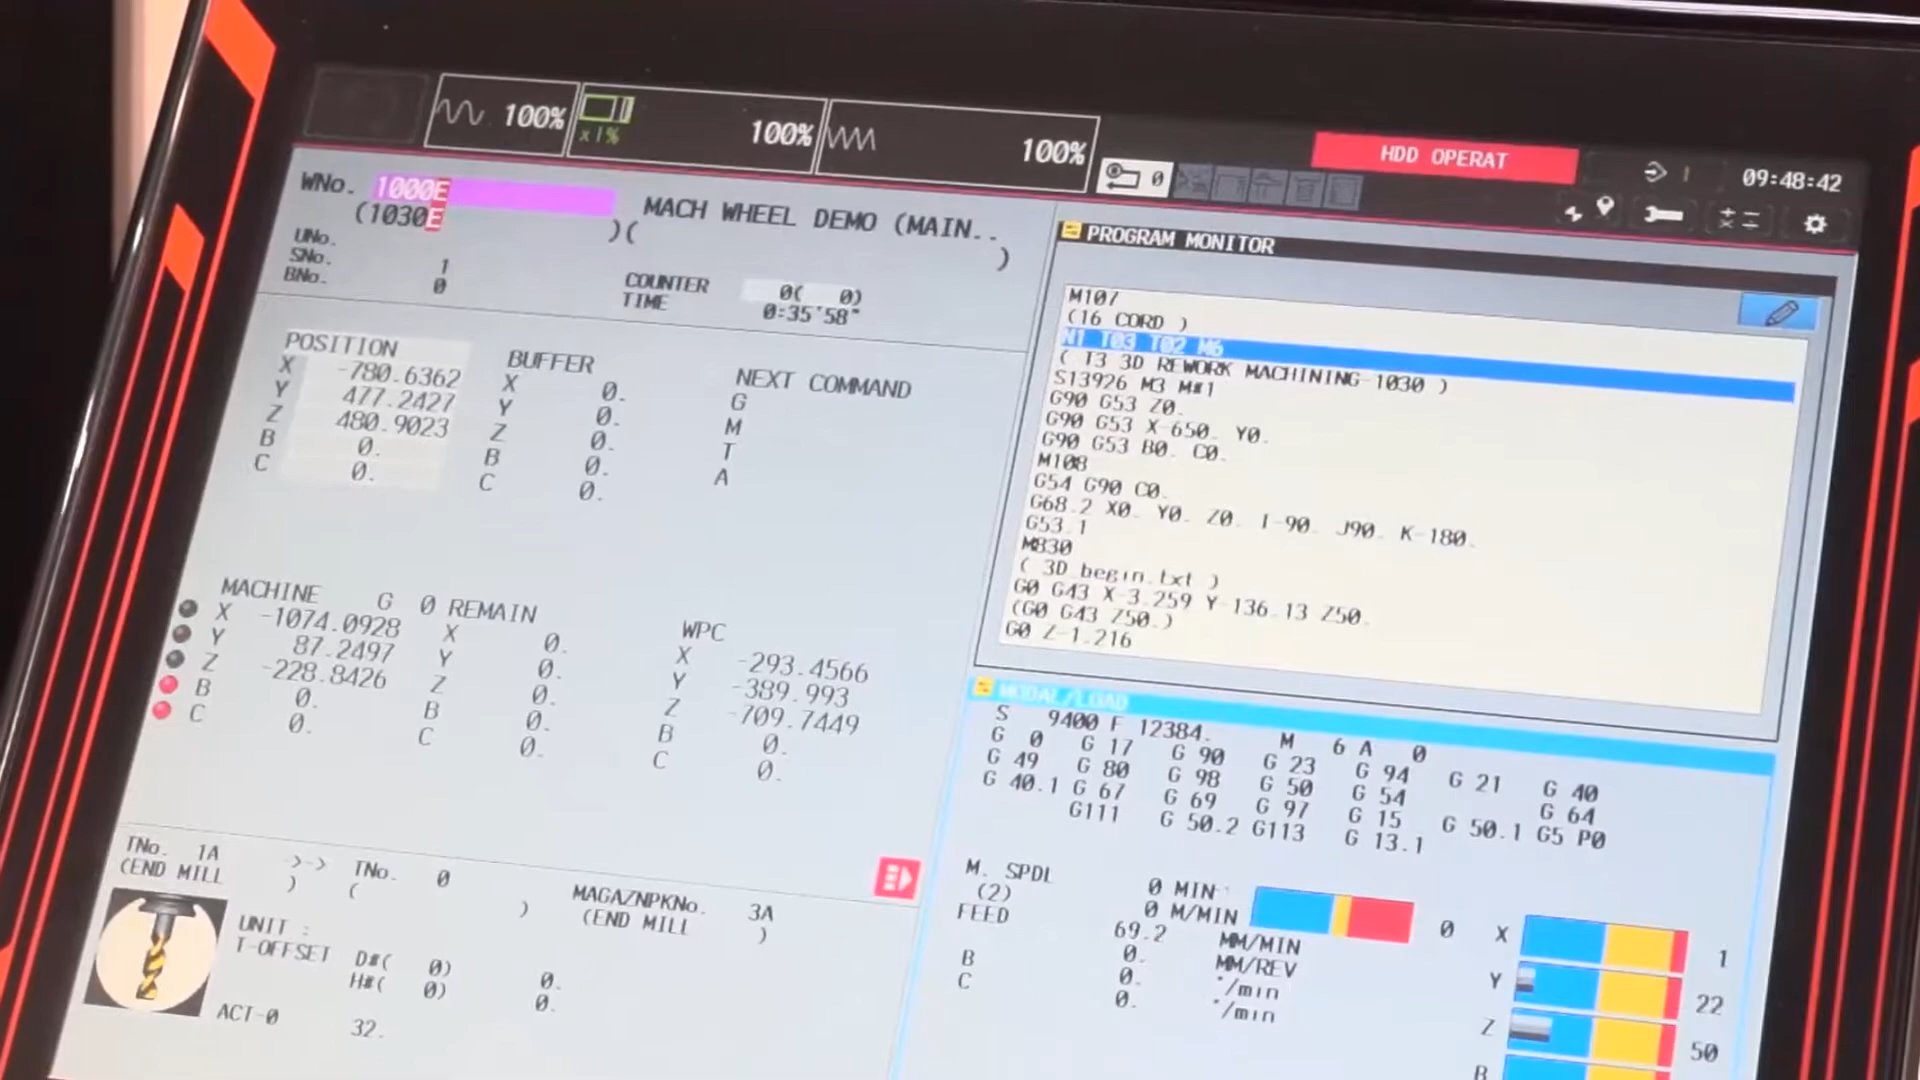 100%
x1%
100%
100%
0
HDD OPERAT
09:48:42
WNo. 1000E
(1030E )( )
MACH WHEEL DEMO (MAIN..
UNo.
SNo. 1
BNo. 0
COUNTER 0( 0)
TIME 0:35'58"
POSITION
X -780.6362
Y 477.2427
Z 480.9023
B 0.
C 0.
BUFFER
X 0.
Y 0.
Z 0.
B 0.
C 0.
NEXT COMMAND
G
M
T
A
MACHINE G 0
X -1074.0928
Y 87.2497
Z -228.8426
B 0.
C 0.
REMAIN
X 0.
Y 0.
Z 0.
B 0.
C 0.
WPC
X -293.4566
Y -389.993
Z -709.7449
B 0.
C 0.
TNo. 1A ->-> TNo. 0
(END MILL ) ( )
MAGAZNPKNo. 3A
(END MILL )
UNIT :
T-OFFSET D#( 0) 0.
H#( 0) 0.
ACT-0 32.
PROGRAM MONITOR
M107
(16 CORD )
N1 T03 T02 M6
( T3 3D REWORK MACHINING-1030 )
S13926 M3 M#1
G90 G53 Z0.
G90 G53 X-650. Y0.
G90 G53 B0. C0.
M108
G54 G90 C0.
G68.2 X0. Y0. Z0. I-90. J90. K-180.
G53.1
M830
( 3D_begin.txt )
G0 G43 X-3.259 Y-136.13 Z50.
(G0 G43 Z50.)
G0 Z-1.216
MODAL/LOAD
S 9400 F 12384. M 6 A 0
G 0 G 17 G 90 G 23 G 94 G 21 G 40
G 49 G 80 G 98 G 50 G 54 G 64
G 40.1 G 67 G 69 G 97 G 15 G 50.1 G5 P0
G111 G 50.2 G113 G 13.1
M. SPDL 0 MIN-
(2) 0 M/MIN 0
FEED 69.2 MM/MIN
0. MM/REV
B 0. °/min
C 0. °/min
X 1
Y 22
Z 50
B